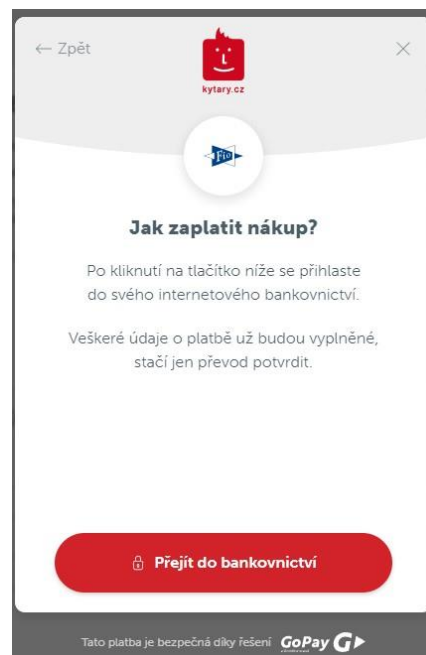 ← Zpět
kytary.cz
Fio
Jak zaplatit nákup?
Po kliknutí na tlačítko níže se přihlaste
do svého internetového bankovnictví.
Veškeré údaje o platbě už budou vyplněné,
stačí jen převod potvrdit.
Přejít do bankovnictví
Tato platba je bezpečná díky řešení GoPay G